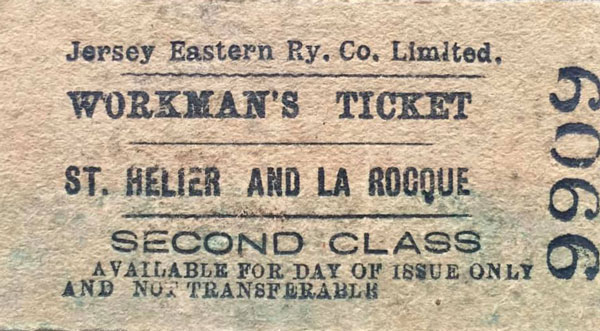 Jersey Eastern Ry. Co. Limited.
WORKMAN'S TICKET
ST. HELIER AND LA ROCQUE
SECOND CLASS
AVAILABLE FOR DAY OF ISSUE ONLY
AND NOT TRANSFERABLE
6066